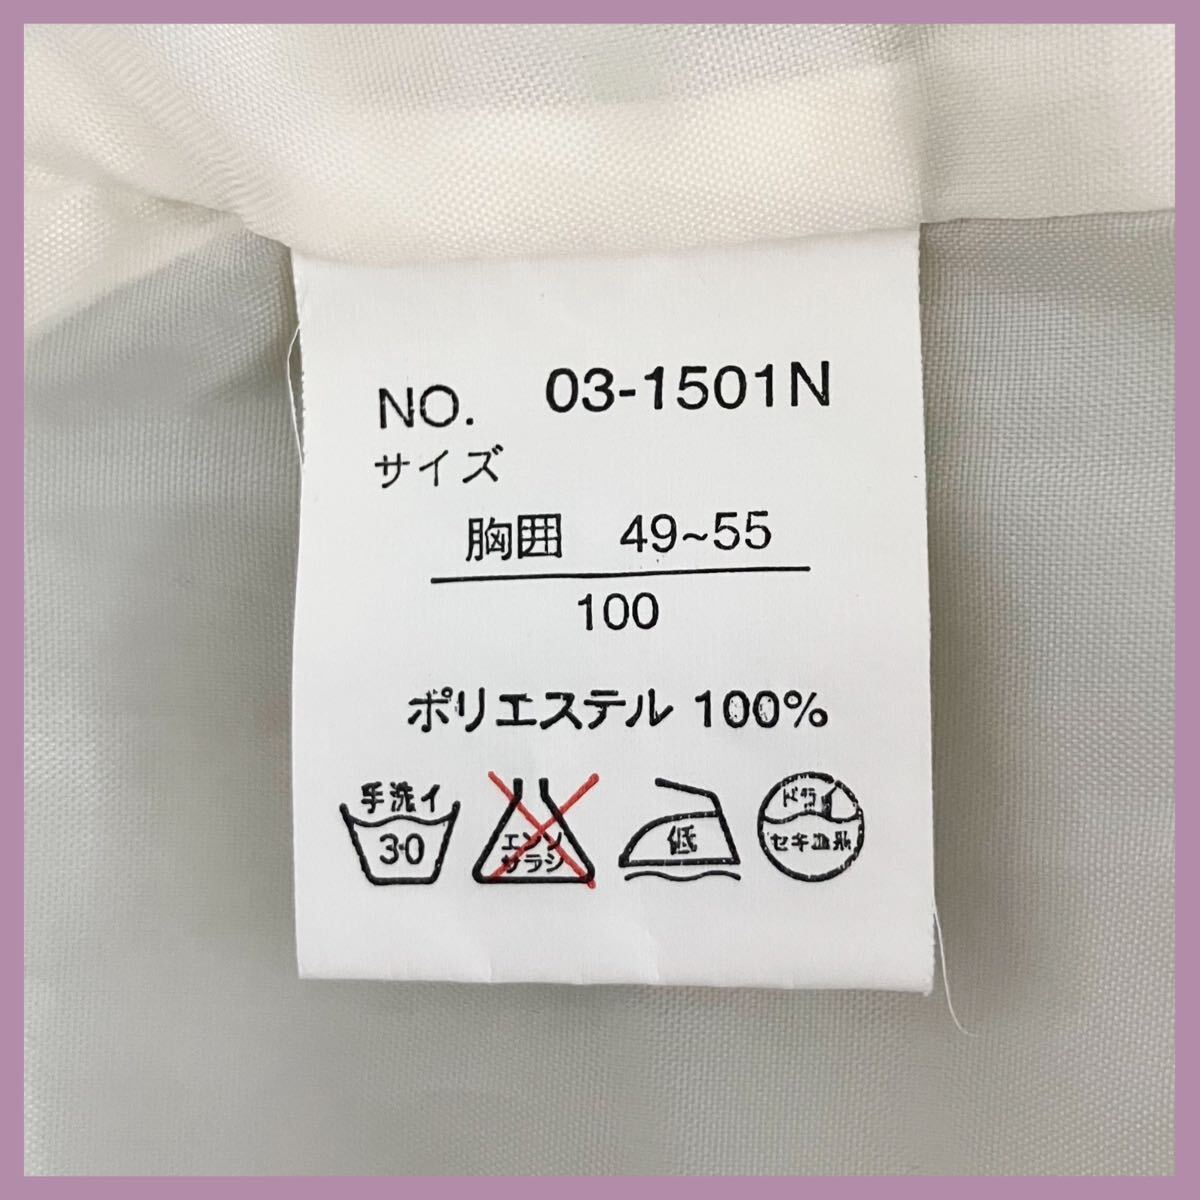 NO. 03-1501N
サイズ
胸囲 49~55
100
ポリエステル 100%
手洗イ
30
エンソ
サラシ
低
ドライ
セキユ系